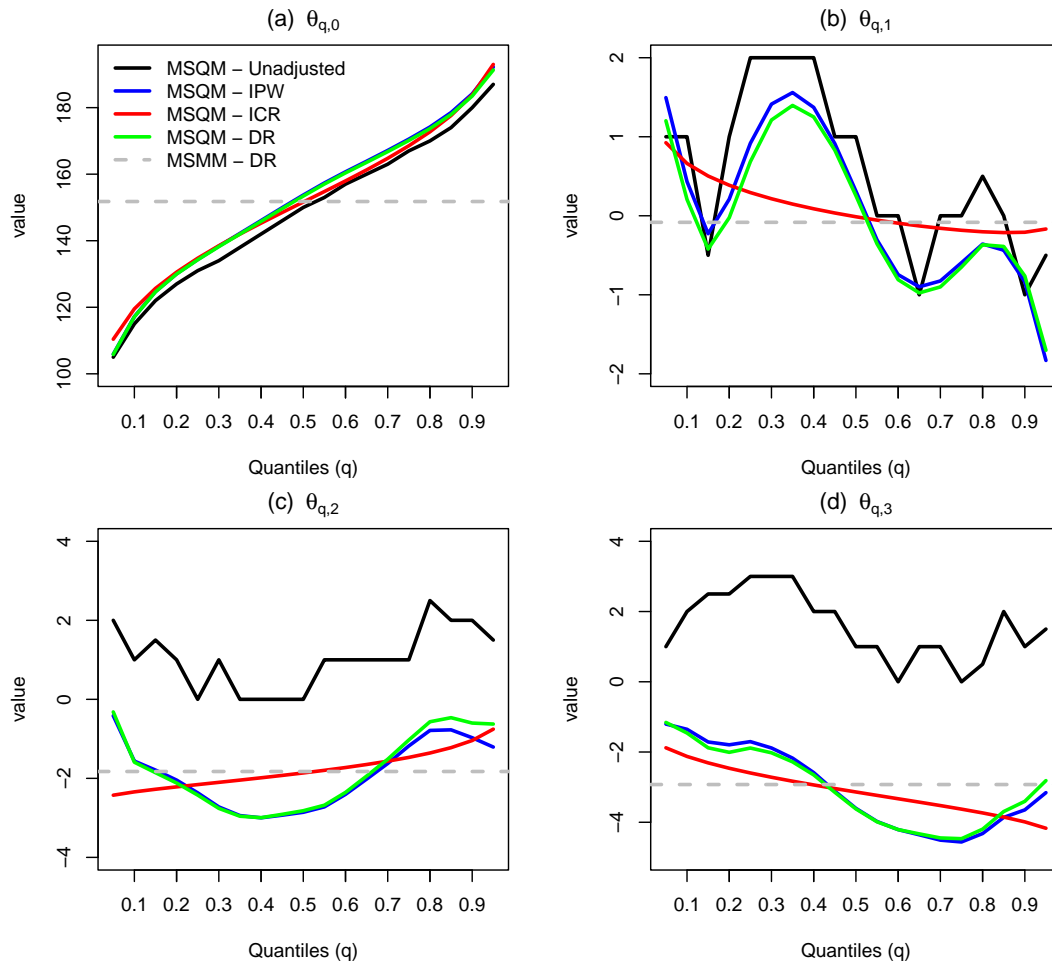 (a) θq,0
value
100 120 140 160 180
MSQM − Unadjusted
MSQM − IPW
MSQM − ICR
MSQM − DR
MSMM − DR
0.1 0.2 0.3 0.4 0.5 0.6 0.7 0.8 0.9
Quantiles (q)
(b) θq,1
value
−2 −1 0 1 2
0.1 0.2 0.3 0.4 0.5 0.6 0.7 0.8 0.9
Quantiles (q)
(c) θq,2
value
−4 −2 0 2 4
0.1 0.2 0.3 0.4 0.5 0.6 0.7 0.8 0.9
Quantiles (q)
(d) θq,3
value
−4 −2 0 2 4
0.1 0.2 0.3 0.4 0.5 0.6 0.7 0.8 0.9
Quantiles (q)